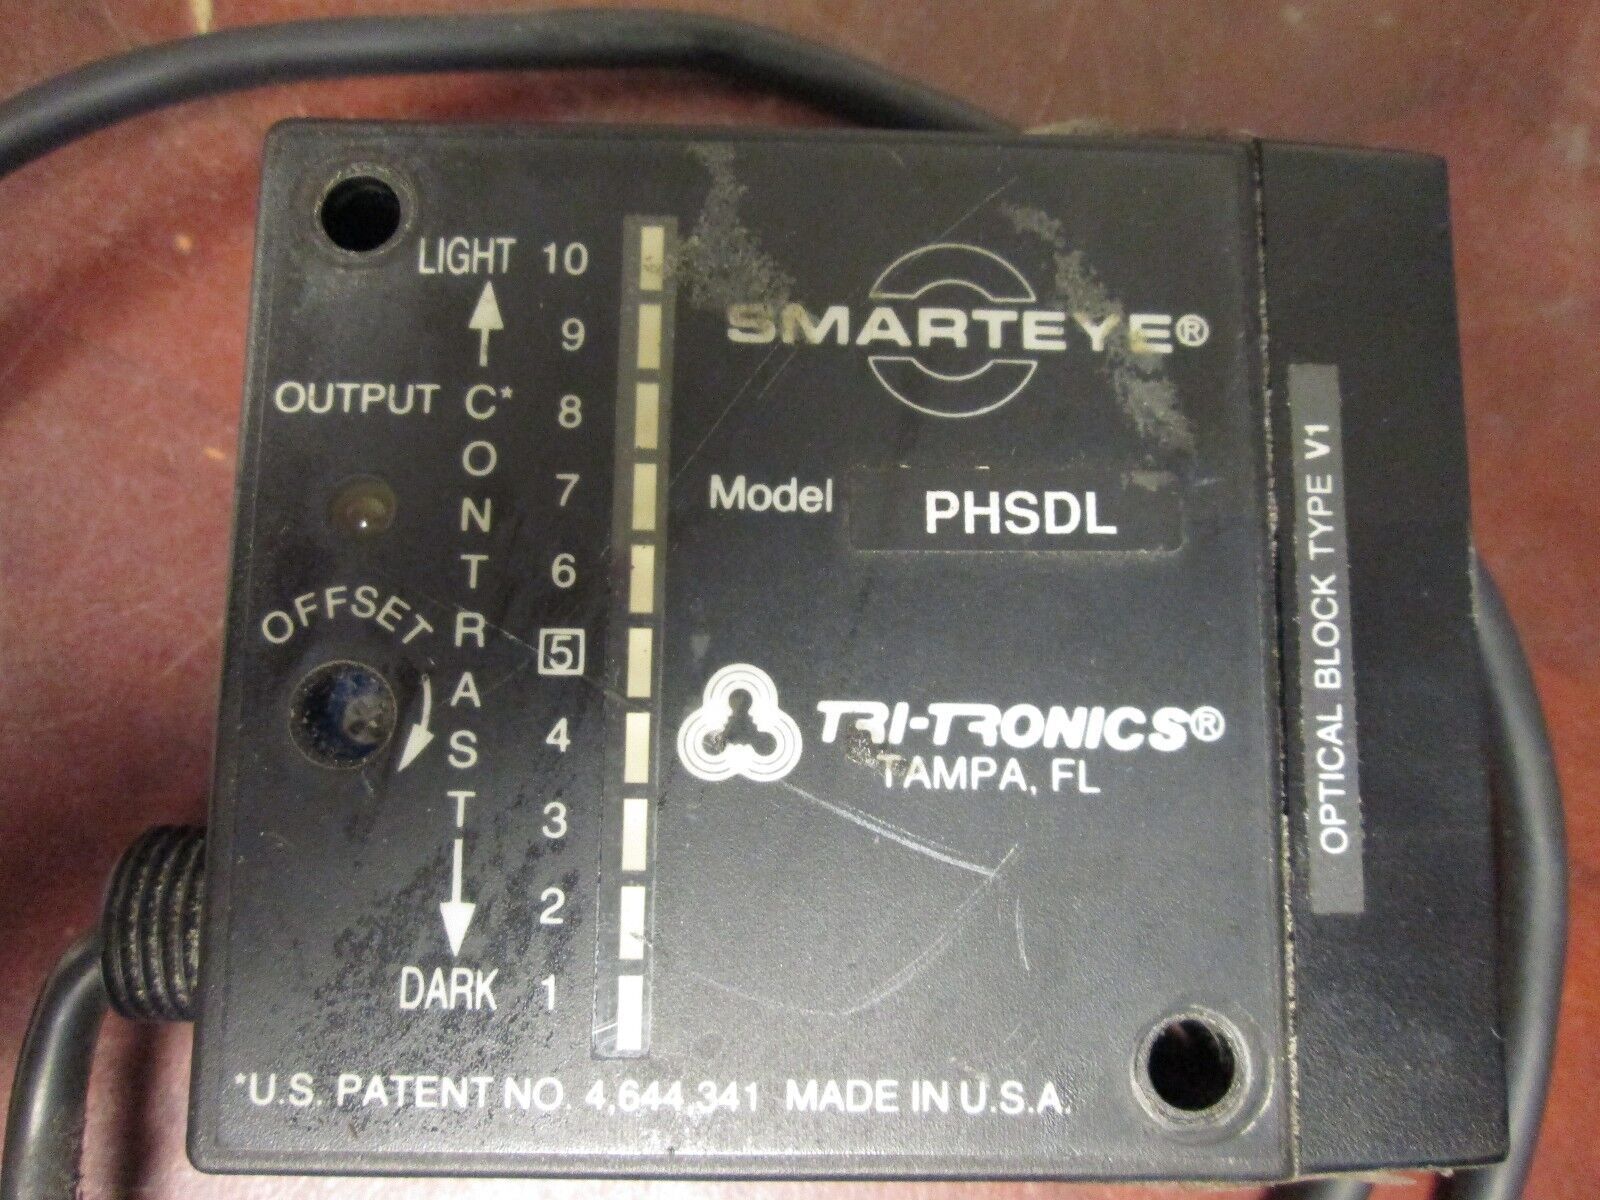 LIGHT 10
9
OUTPUT C* 8
7
6
5
4
3
2
DARK 1
CONTRAST
OFFSET
SMARTEYE®
Model PHSDL
TRI-TRONICS®
TAMPA, FL
*U.S. PATENT NO. 4,644,341 MADE IN U.S.A.
OPTICAL BLOCK TYPE V1